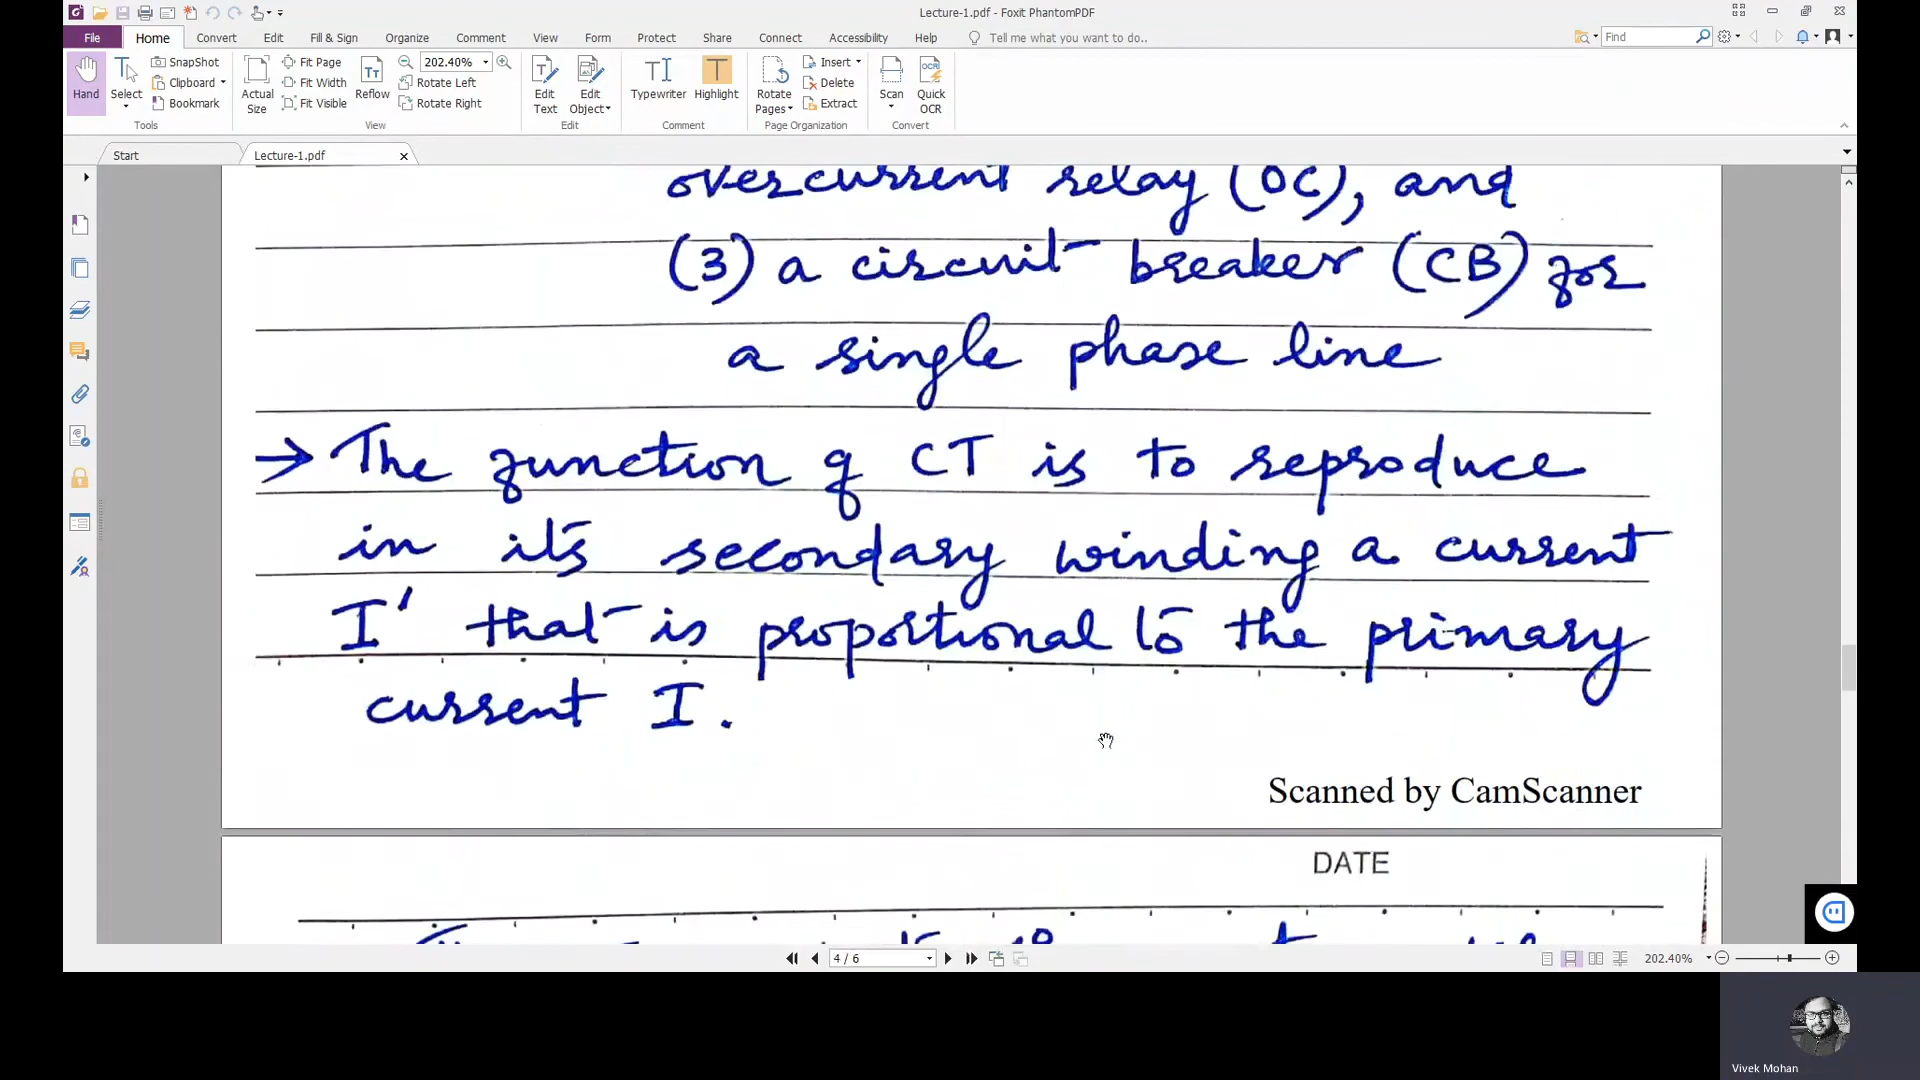 Lecture-1.pdf - Foxit PhantomPDF
File Home Convert Edit Fill & Sign Organize Comment View Form Protect Share Connect Accessibility Help Tell me what you want to do.. Find
SnapShot Fit Page 202.40% Insert
Clipboard Fit Width Rotate Left Delete
Bookmark Fit Visible Rotate Right Extract
Hand Select Actual Size Reflow Edit Text Edit Object Typewriter Highlight Rotate Pages Scan Quick OCR
Tools View Edit Comment Page Organization Convert
Start Lecture-1.pdf
overcurrent relay (OC), and
(3) a circuit breaker (CB) for
a single phase line
→ The function of CT is to reproduce
in it's secondary winding a current
I' that is proportional to the primary
current I.
Scanned by CamScanner
DATE
4 / 6 202.40%
Vivek Mohan